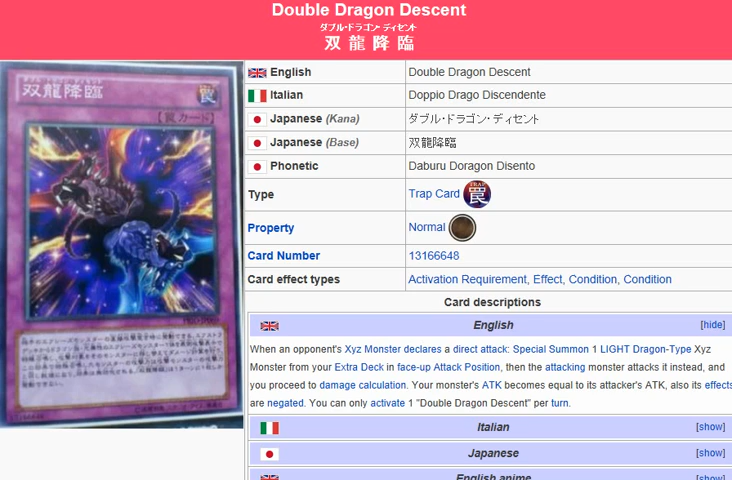 Double Dragon Descent
ダブル・ドラゴン・ディセント
双龍降臨
双龍降臨
罠
【罠カード】
English Double Dragon Descent
Italian Doppio Drago Discendente
Japanese (Kana) ダブル・ドラゴン・ディセント
Japanese (Base) 双龍降臨
Phonetic Daburu Doragon Disento
Type Trap Card TRAP 罠
Property Normal
Card Number 13166648
Card effect types Activation Requirement, Effect, Condition, Condition
Card descriptions
English [hide]
When an opponent's Xyz Monster declares a direct attack: Special Summon 1 LIGHT Dragon-Type Xyz
Monster from your Extra Deck in face-up Attack Position, then the attacking monster attacks it instead, and
you proceed to damage calculation. Your monster's ATK becomes equal to its attacker's ATK, also its effects
are negated. You can only activate 1 "Double Dragon Descent" per turn.
Italian [show]
Japanese [show]
English anime [show]